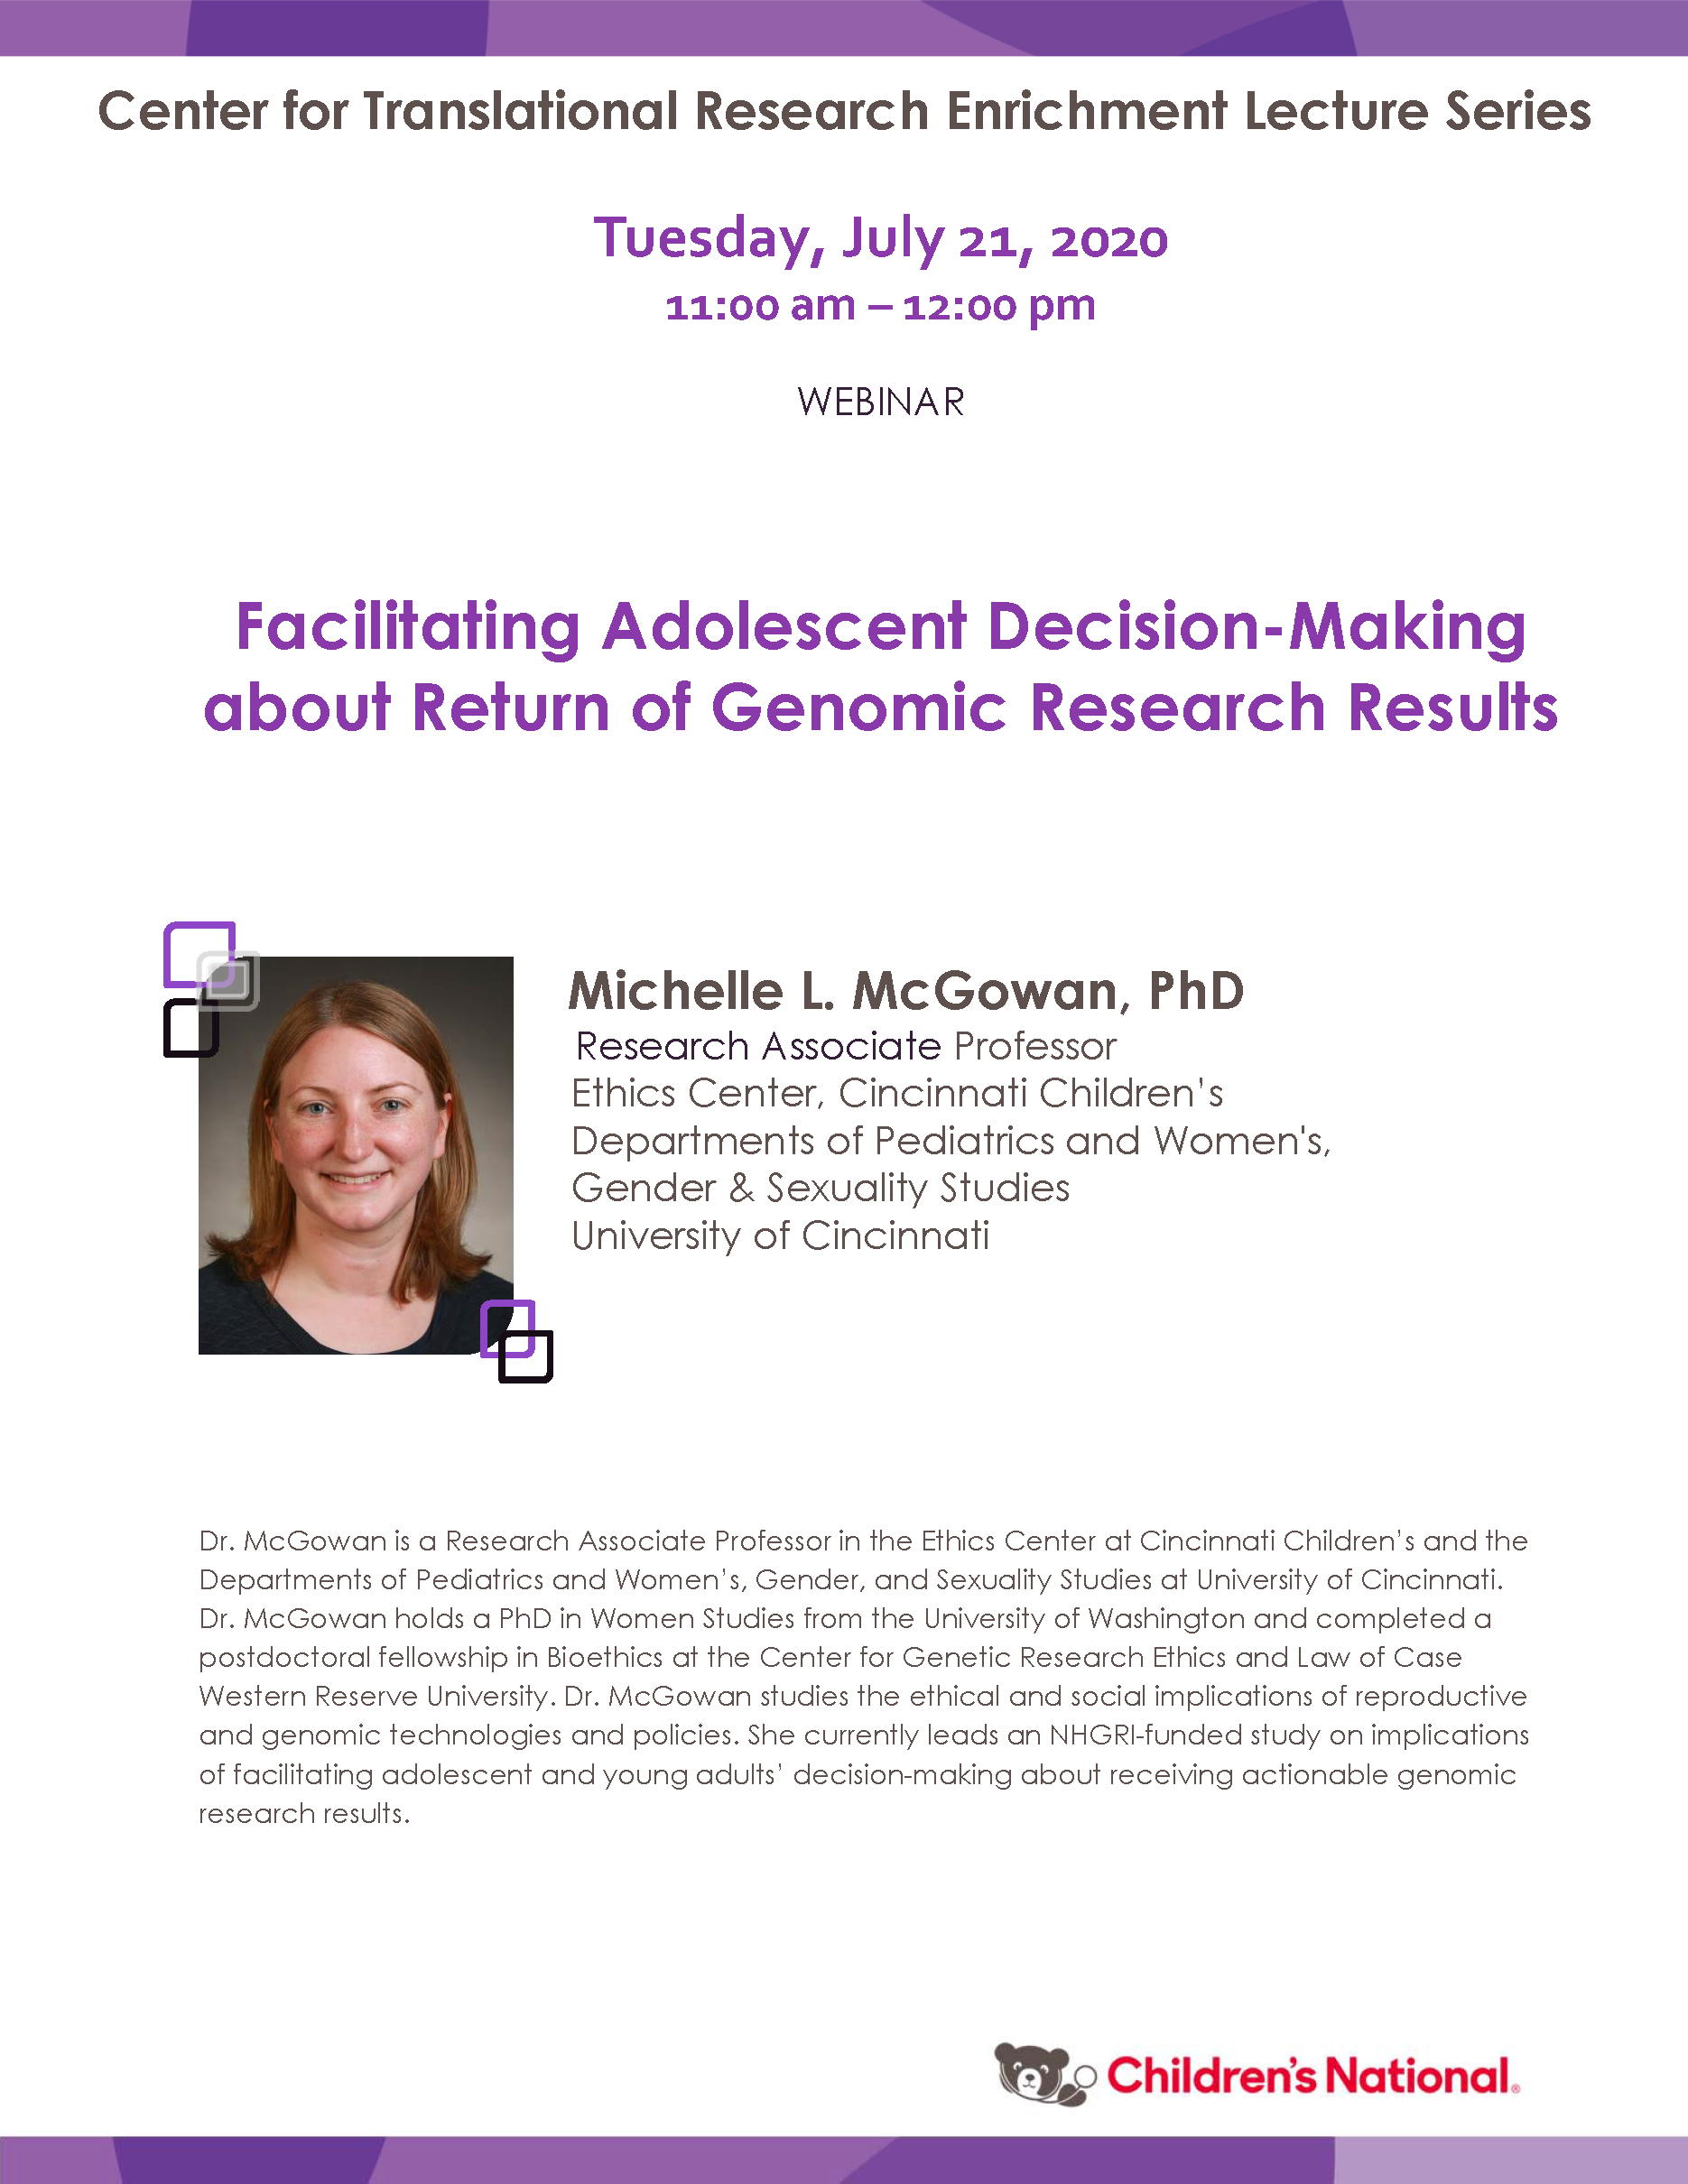 Center for Translational Research Enrichment Lecture Series
Tuesday, July 21, 2020
11:00 am – 12:00 pm
WEBINAR
Facilitating Adolescent Decision-Making
about Return of Genomic Research Results
Michelle L. McGowan, PhD
Research Associate Professor
Ethics Center, Cincinnati Children's
Departments of Pediatrics and Women's,
Gender & Sexuality Studies
University of Cincinnati
Dr. McGowan is a Research Associate Professor in the Ethics Center at Cincinnati Children's and the
Departments of Pediatrics and Women's, Gender, and Sexuality Studies at University of Cincinnati.
Dr. McGowan holds a PhD in Women Studies from the University of Washington and completed a
postdoctoral fellowship in Bioethics at the Center for Genetic Research Ethics and Law of Case
Western Reserve University. Dr. McGowan studies the ethical and social implications of reproductive
and genomic technologies and policies. She currently leads an NHGRI-funded study on implications
of facilitating adolescent and young adults' decision-making about receiving actionable genomic
research results.
Children's National®